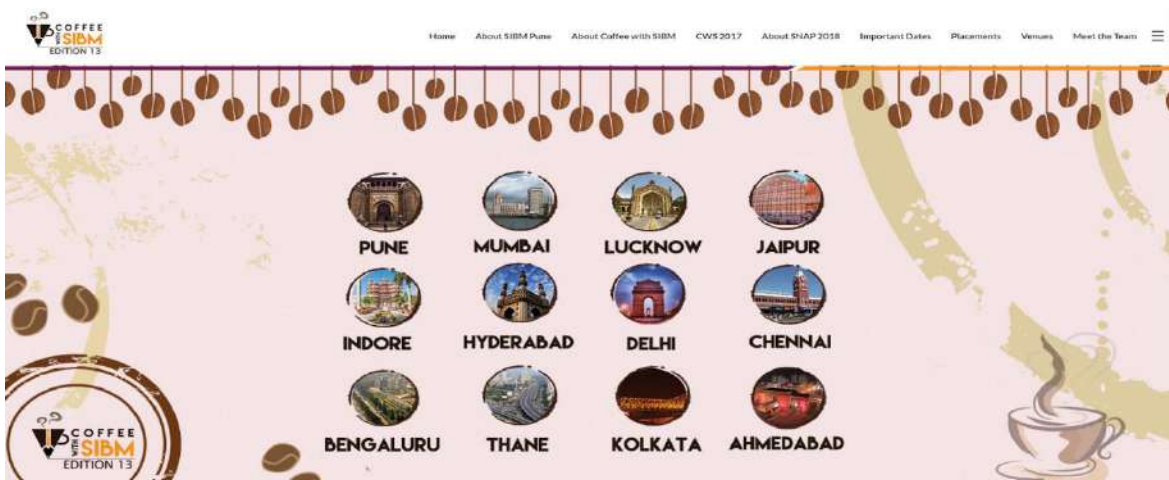 COFFEE
WITH SIBM
EDITION 13
Home About SIBM Pune About Coffee with SIBM CWS 2017 About SNAP 2018 Important Dates Placements Venues Meet the Team
PUNE MUMBAI LUCKNOW JAIPUR
INDORE HYDERABAD DELHI CHENNAI
BENGALURU THANE KOLKATA AHMEDABAD
COFFEE
WITH SIBM
EDITION 13